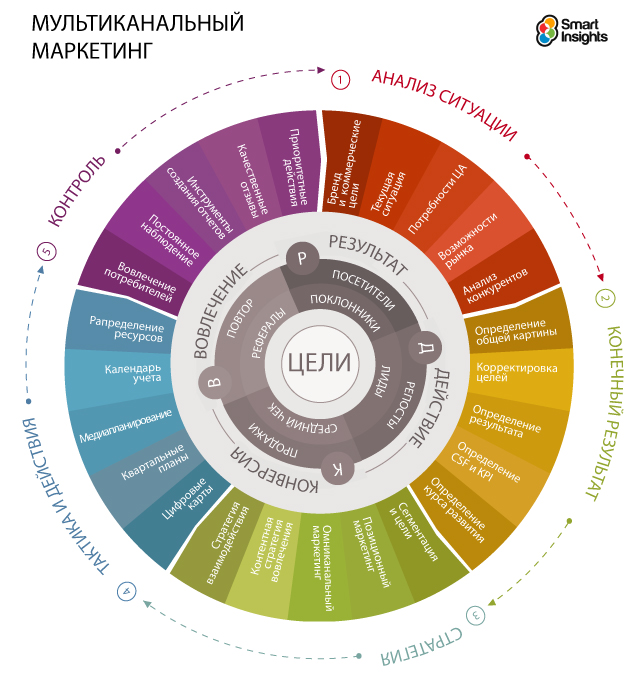 МУЛЬТИКАНАЛЬНЫЙ
МАРКЕТИНГ
Smart
Insights
1
АНАЛИЗ СИТУАЦИИ
Бренд
и коммерческие
цели
Текущая
ситуация
Потребности ЦА
Возможности
рынка
Анализ
конкурентов
2
КОНЕЧНЫЙ РЕЗУЛЬТАТ
Определение
общей картины
Корректировка
целей
Определение
результата
Определение
CSF и KPI
Определение
курса развития
3
СТРАТЕГИЯ
Сегментация
и цели
Позиционный
маркетинг
Омниканальный
маркетинг
Контентная
стратегия
вовлечения
Стратегия
взаимодействия
4
ТАКТИКА И ДЕЙСТВИЯ
Цифровые
карты
Квартальные
планы
Медиапланирование
Календарь
учета
Рапределение
ресурсов
5
КОНТРОЛЬ
Вовлечение
потребителей
Постоянное
наблюдение
Инструменты
создания отчетов
Качественные
отзывы
Приоритетные
действия
Р
РЕЗУЛЬТАТ
ПОСЕТИТЕЛИ
ПОКЛОННИКИ
Д
ДЕЙСТВИЕ
РЕПОСТЫ
ЛИДЫ
К
КОНВЕРСИЯ
ПРОДАЖИ
СРЕДНИЙ ЧЕК
В
ВОВЛЕЧЕНИЕ
ПОВТОР
РЕФЕРАЛЫ
ЦЕЛИ